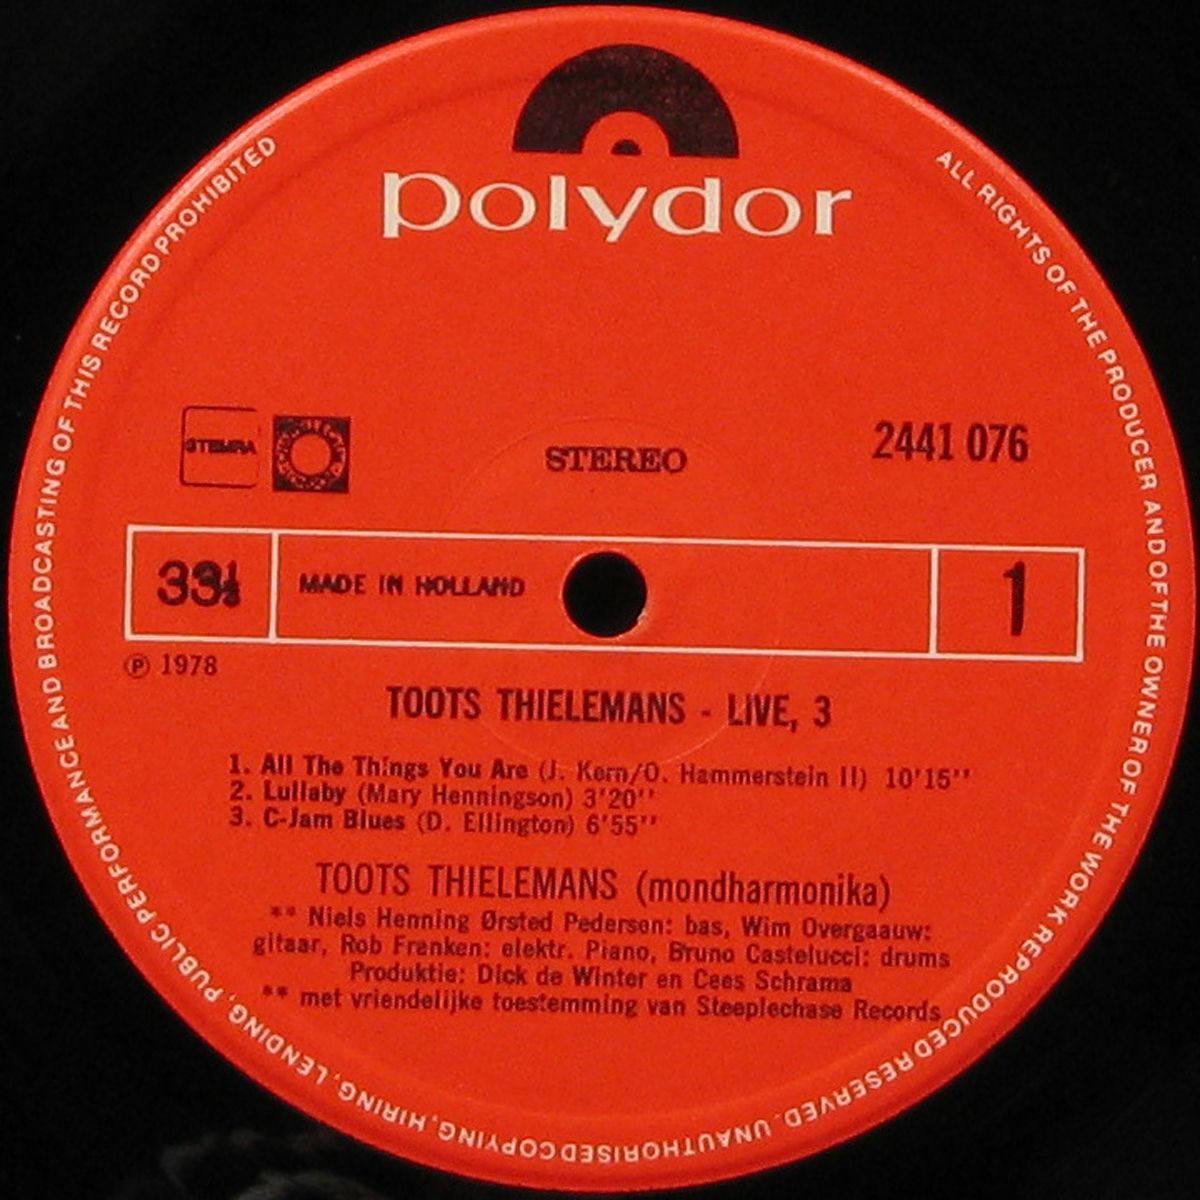 polydor
STEMRA
STEREO
2441 076
33⅓
MADE IN HOLLAND
1
℗ 1978
TOOTS THIELEMANS - LIVE, 3
1. All The Things You Are (J. Kern/O. Hammerstein II) 10'15''
2. Lullaby (Mary Henningson) 3'20''
3. C-Jam Blues (D. Ellington) 6'55''
TOOTS THIELEMANS (mondharmonika)
** Niels Henning Ørsted Pedersen: bas, Wim Overgaauw:
gitaar, Rob Frenken: elektr. Piano, Bruno Castelucci: drums
Produktie: Dick de Winter en Cees Schrama
** met vriendelijke toestemming van Steeplechase Records
ALL RIGHTS OF THE PRODUCER AND OF THE OWNER OF THE WORK REPRODUCED RESERVED. UNAUTHORISED COPYING, HIRING, LENDING, PUBLIC PERFORMANCE AND BROADCASTING OF THIS RECORD PROHIBITED